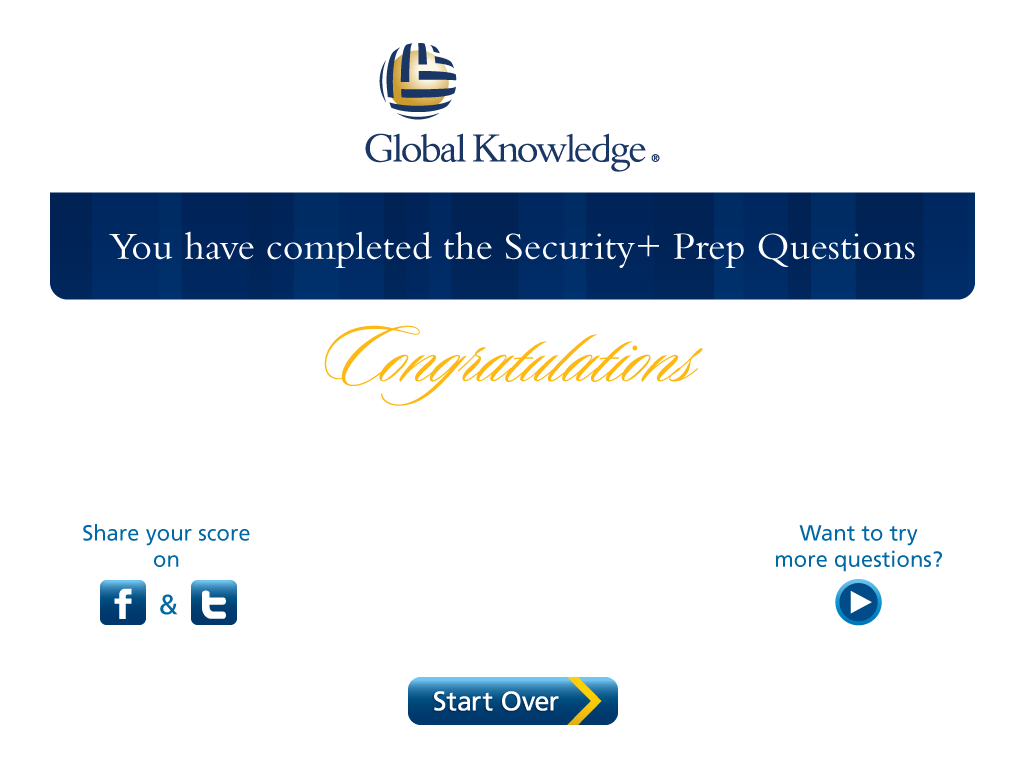 Global Knowledge ®
You have completed the Security+ Prep Questions
Congratulations
Share your score
on
f & t
Want to try
more questions?
Start Over